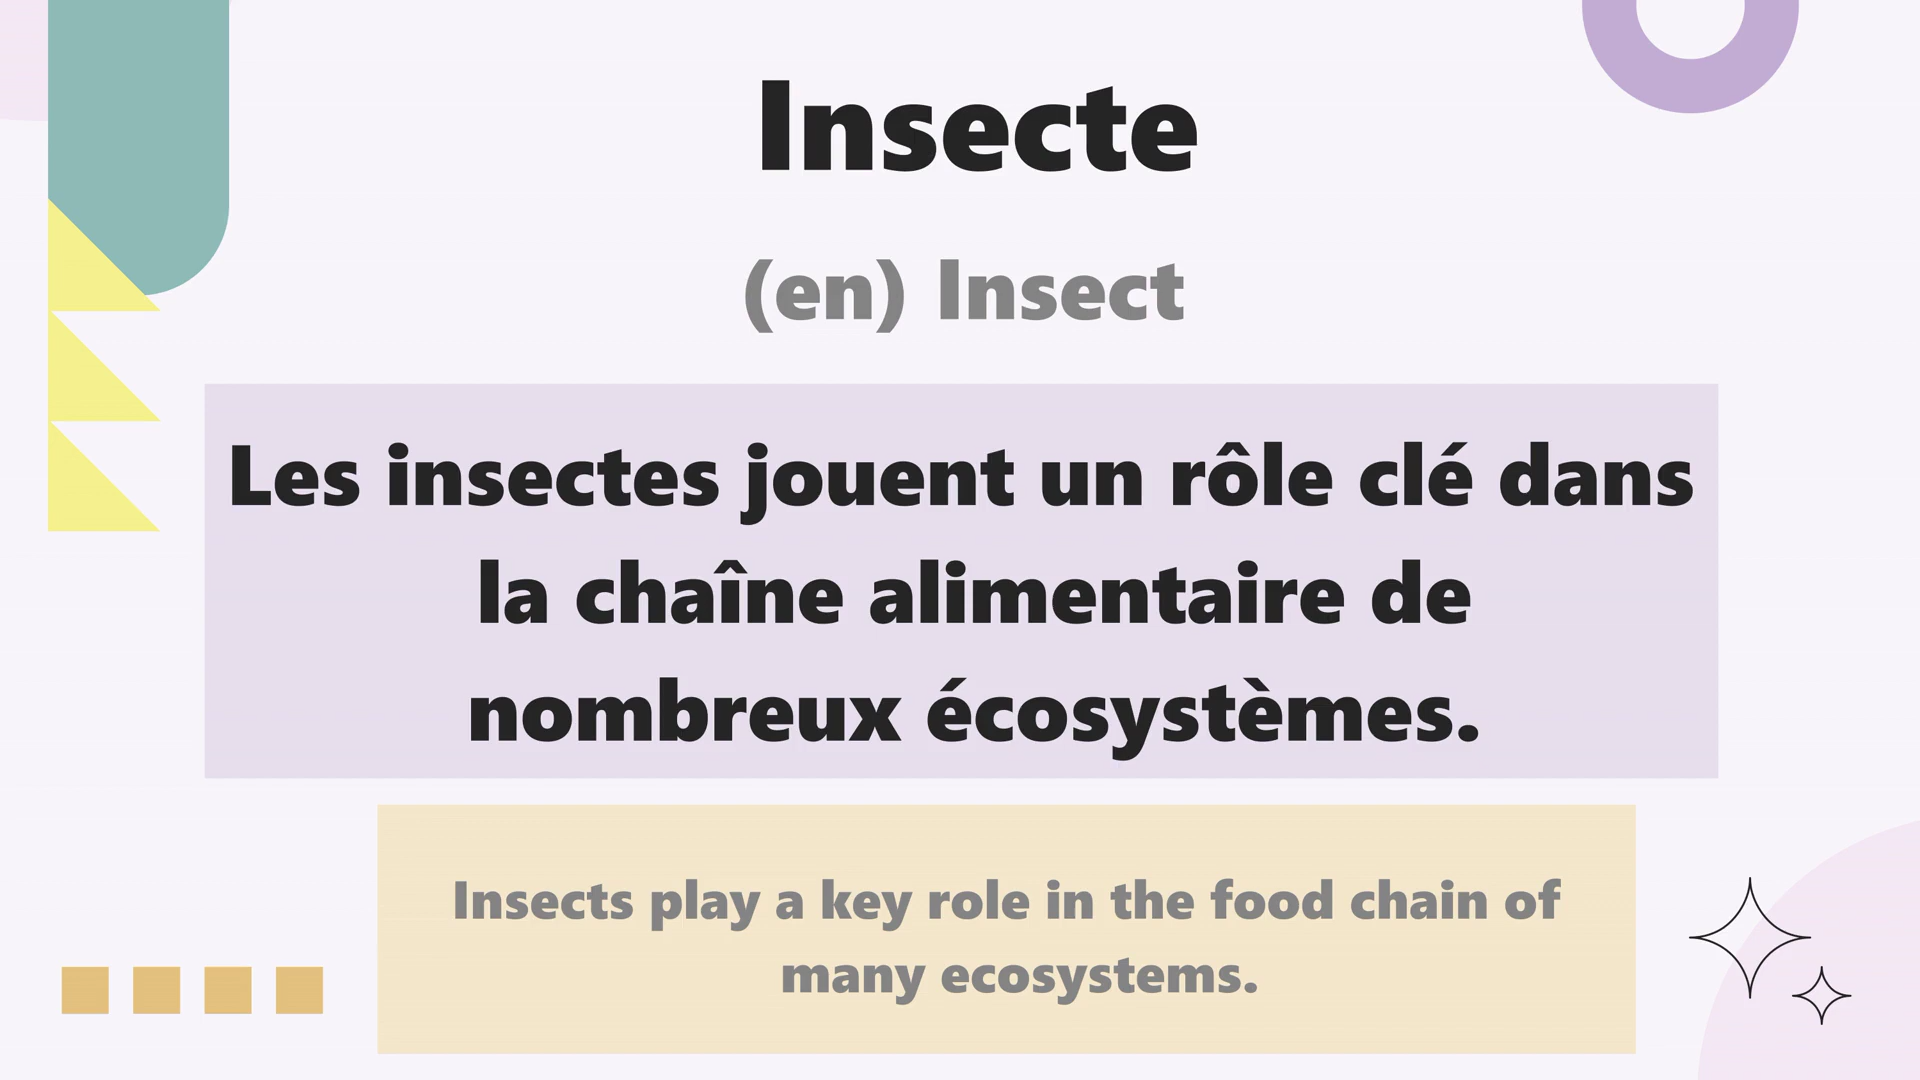 Insecte
(en) Insect
Les insectes jouent un rôle clé dans
la chaîne alimentaire de
nombreux écosystèmes.
Insects play a key role in the food chain of
many ecosystems.